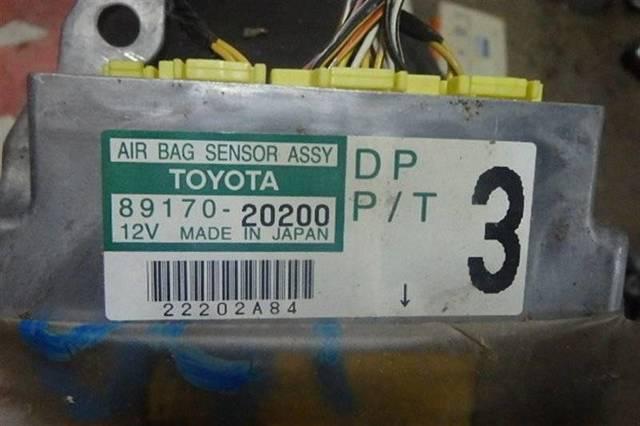 AIR BAG SENSOR ASSY
TOYOTA
89170-20200
12V MADE IN JAPAN
22202A84
DP
P/T
3
↓